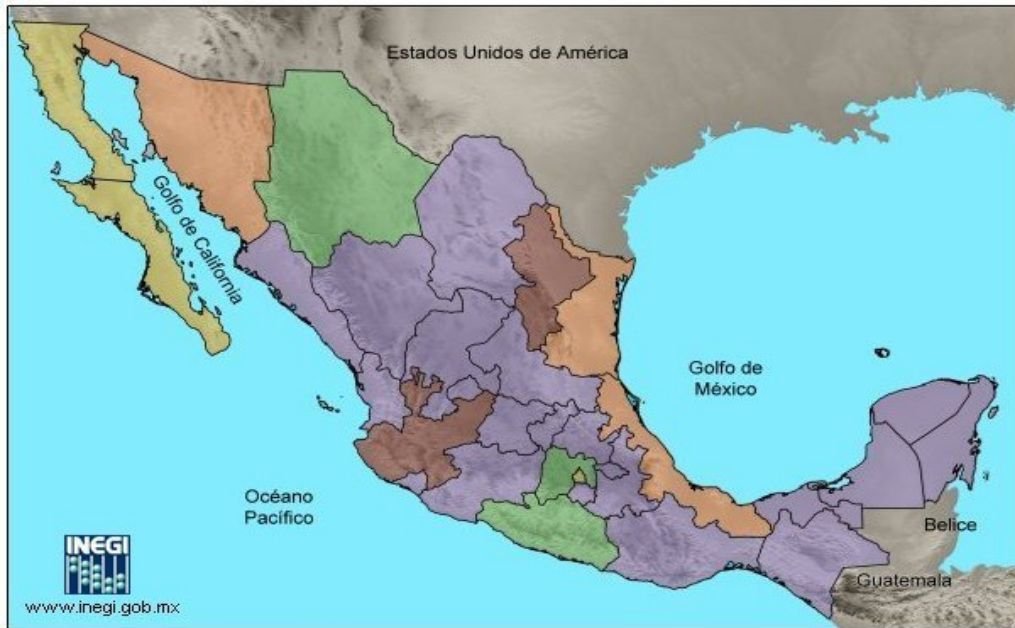 Estados Unidos de América
Golfo de California
Golfo de
México
Océano
Pacífico
Belice
Guatemala
INEGI
www.inegi.gob.mx